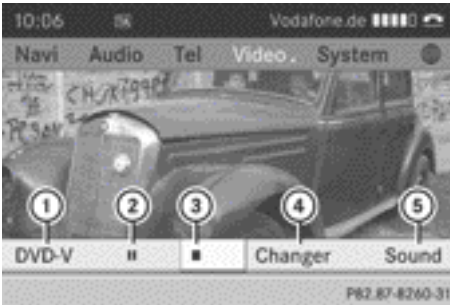 10:06 Vodafone.de
Navi Audio Tel Video System
1 2 3 4 5
DVD-V Changer Sound
P82.87-8260-31